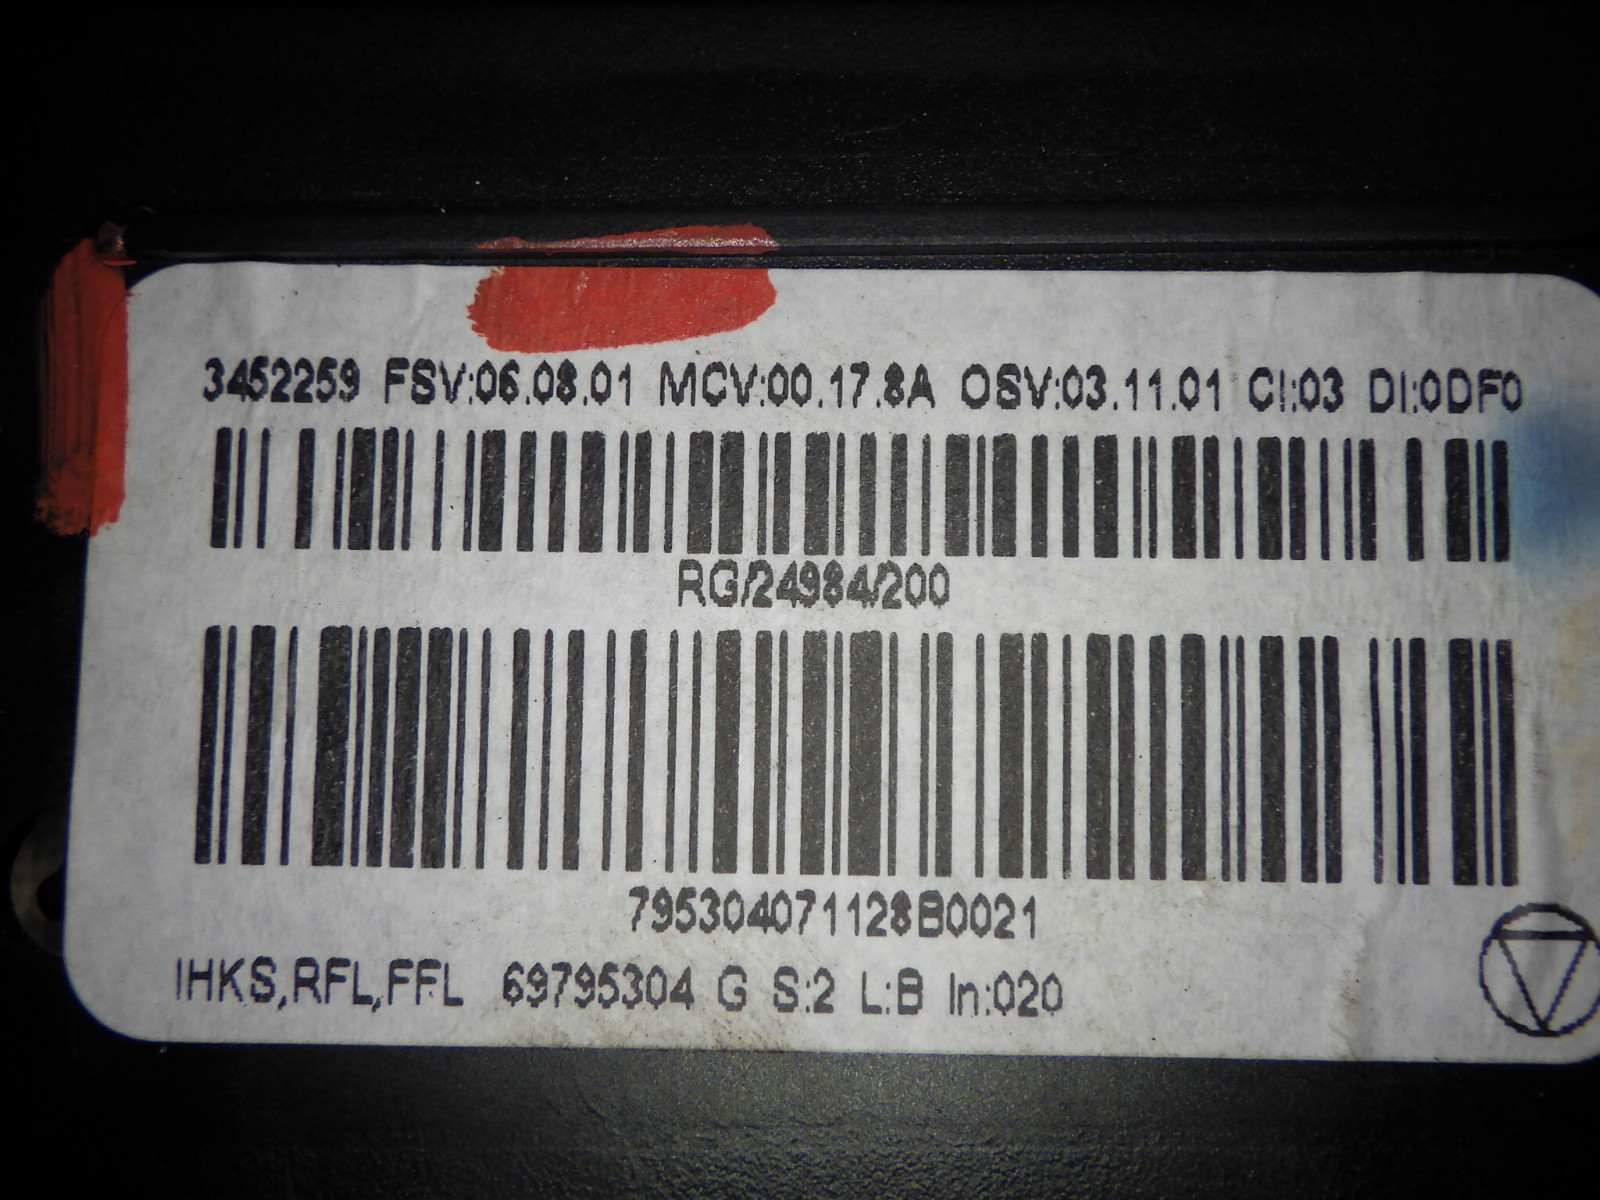 3452259 FSV:06.08.01 MCV:00.17.8A OSV:03.11.01 CI:03 DI:0DF0
RG/24984/200
795304071128B0021
IHKS,RFL,FFL 69795304 G S:2 L:B In:020